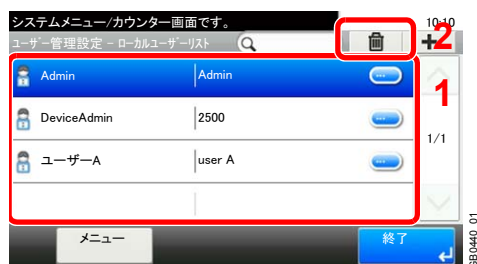 システムメニュー/カウンター画面です。
10:10
ユーザー管理設定 - ローカルユーザーリスト
2
Admin
Admin
1
DeviceAdmin
2500
1/1
ユーザーA
user A
メニュー
終了
GB0440_01